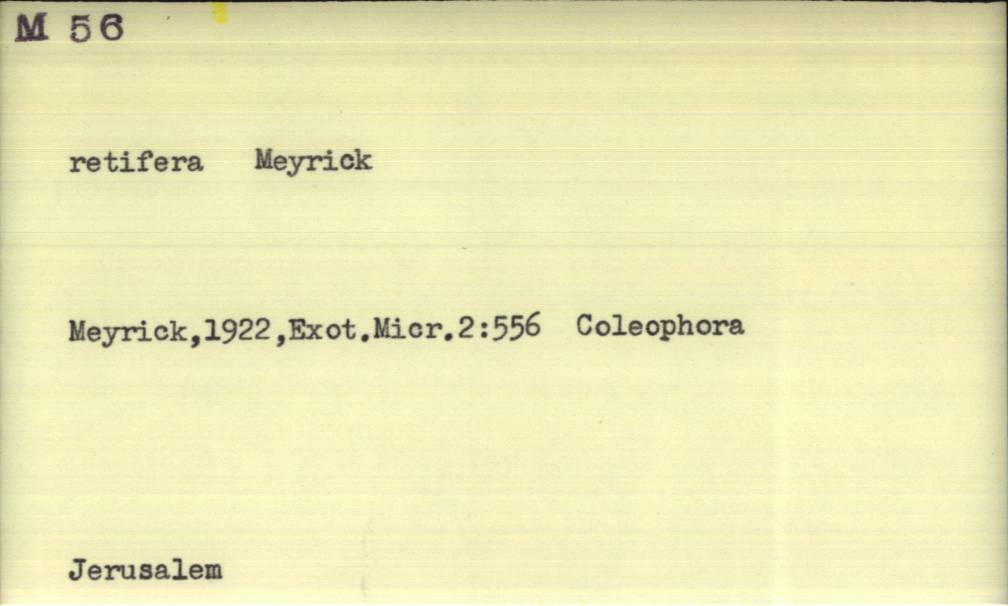 M 56
retifera Meyrick
Meyrick,1922,Exot.Micr.2:556 Coleophora
Jerusalem